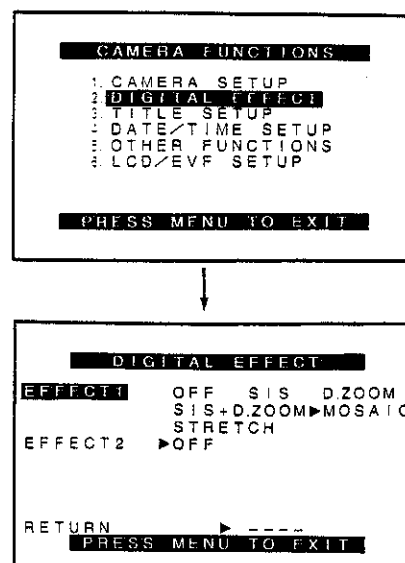 CAMERA FUNCTIONS
1. CAMERA SETUP
2. DIGITAL EFFECT
3. TITLE SETUP
4. DATE/TIME SETUP
5. OTHER FUNCTIONS
6. LCD/EVF SETUP
PRESS MENU TO EXIT
DIGITAL EFFECT
EFFECT1 OFF SIS D.ZOOM
SIS+D.ZOOM▶MOSAIC
STRETCH
EFFECT2 ▶OFF
RETURN ▶ ----
PRESS MENU TO EXIT